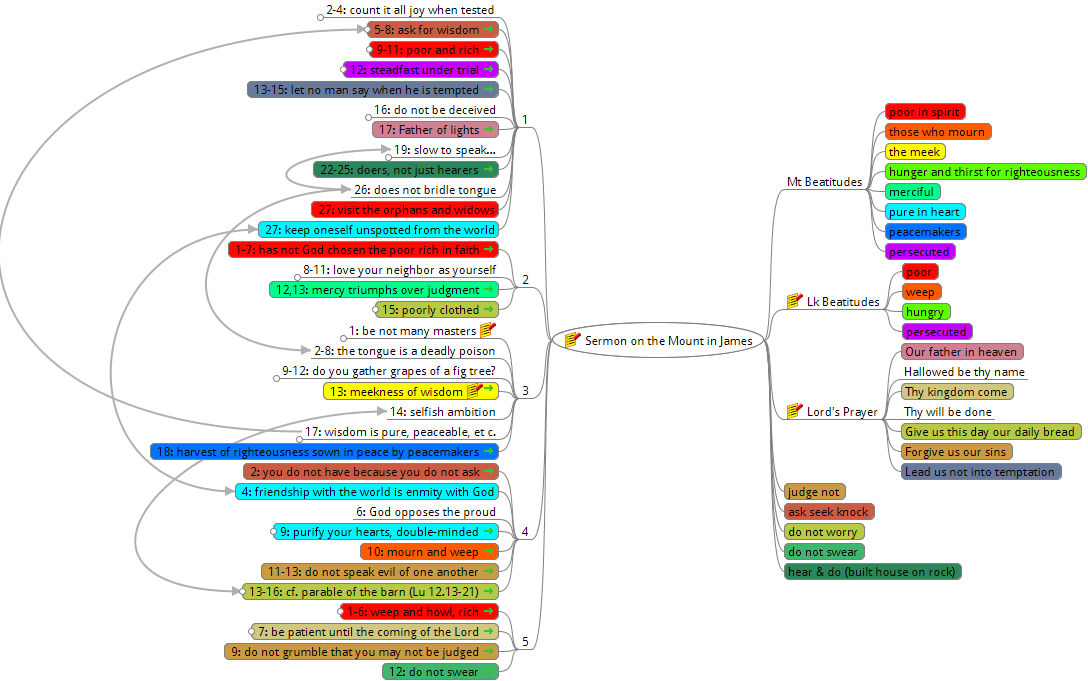 2-4: count it all joy when tested
5-8: ask for wisdom
9-11: poor and rich
12: steadfast under trial
13-15: let no man say when he is tempted
16: do not be deceived
17: Father of lights
19: slow to speak...
22-25: doers, not just hearers
26: does not bridle tongue
27: visit the orphans and widows
27: keep oneself unspotted from the world
1
1-7: has not God chosen the poor rich in faith
8-11: love your neighbor as yourself
12,13: mercy triumphs over judgment
15: poorly clothed
2
1: be not many masters
2-8: the tongue is a deadly poison
9-12: do you gather grapes of a fig tree?
13: meekness of wisdom
14: selfish ambition
17: wisdom is pure, peaceable, et c.
18: harvest of righteousness sown in peace by peacemakers
3
2: you do not have because you do not ask
4: friendship with the world is enmity with God
6: God opposes the proud
9: purify your hearts, double-minded
10: mourn and weep
11-13: do not speak evil of one another
13-16: cf. parable of the barn (Lu 12.13-21)
4
1-6: weep and howl, rich
7: be patient until the coming of the Lord
9: do not grumble that you may not be judged
12: do not swear
5
Sermon on the Mount in James
Mt Beatitudes
poor in spirit
those who mourn
the meek
hunger and thirst for righteousness
merciful
pure in heart
peacemakers
persecuted
Lk Beatitudes
poor
weep
hungry
persecuted
Lord's Prayer
Our father in heaven
Hallowed be thy name
Thy kingdom come
Thy will be done
Give us this day our daily bread
Forgive us our sins
Lead us not into temptation
judge not
ask seek knock
do not worry
do not swear
hear & do (built house on rock)